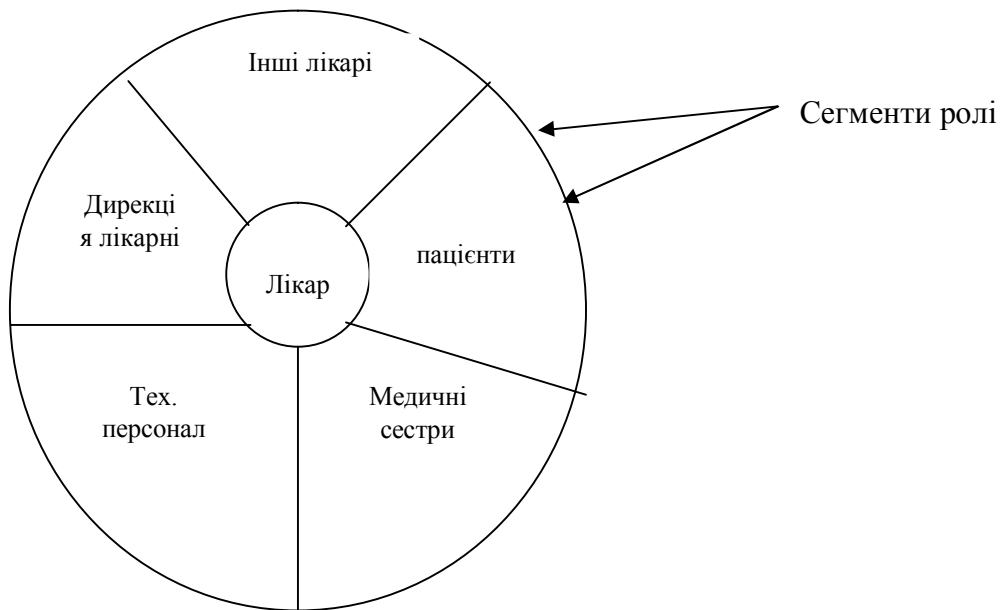 Інші лікарі
Сегменти ролі
Дирекці
я лікарні
пацієнти
Лікар
Тех.
персонал
Медичні
сестри